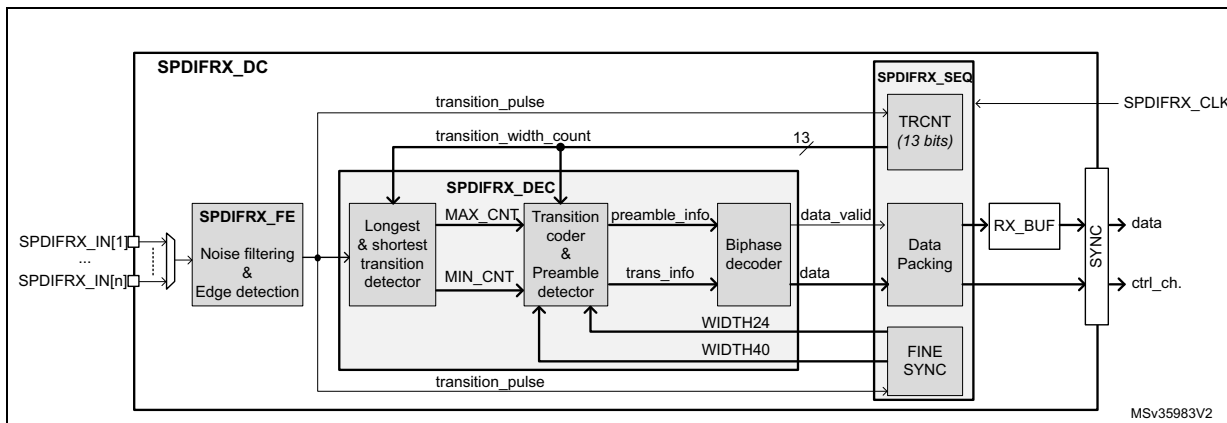 SPDIFRX_DC
SPDIFRX_SEQ
transition_pulse
TRCNT
(13 bits)
SPDIFRX_CLK
transition_width_count
13
SPDIFRX_DEC
SPDIFRX_FE
Noise filtering
&
Edge detection
SPDIFRX_IN[1]
...
SPDIFRX_IN[n]
Longest
& shortest
transition
detector
MAX_CNT
MIN_CNT
Transition
coder
&
Preamble
detector
preamble_info
trans_info
Biphase
decoder
data_valid
data
Data
Packing
RX_BUF
SYNC
data
ctrl_ch.
WIDTH24
WIDTH40
FINE
SYNC
transition_pulse
MSv35983V2